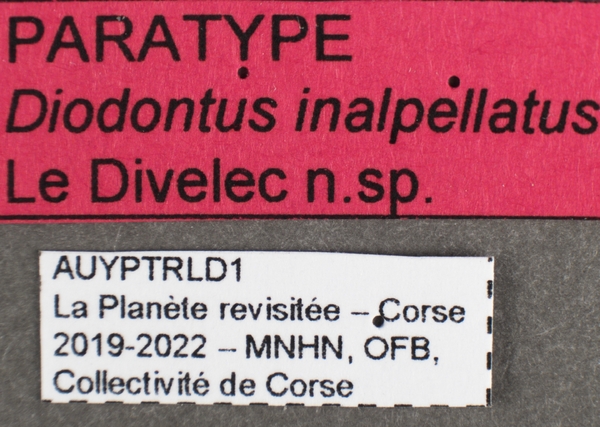 PARATYPE
Diodontus inalpellatus
Le Divelec n.sp.
AUYPTRLD1
La Planète revisitée – Corse
2019-2022 – MNHN, OFB,
Collectivité de Corse